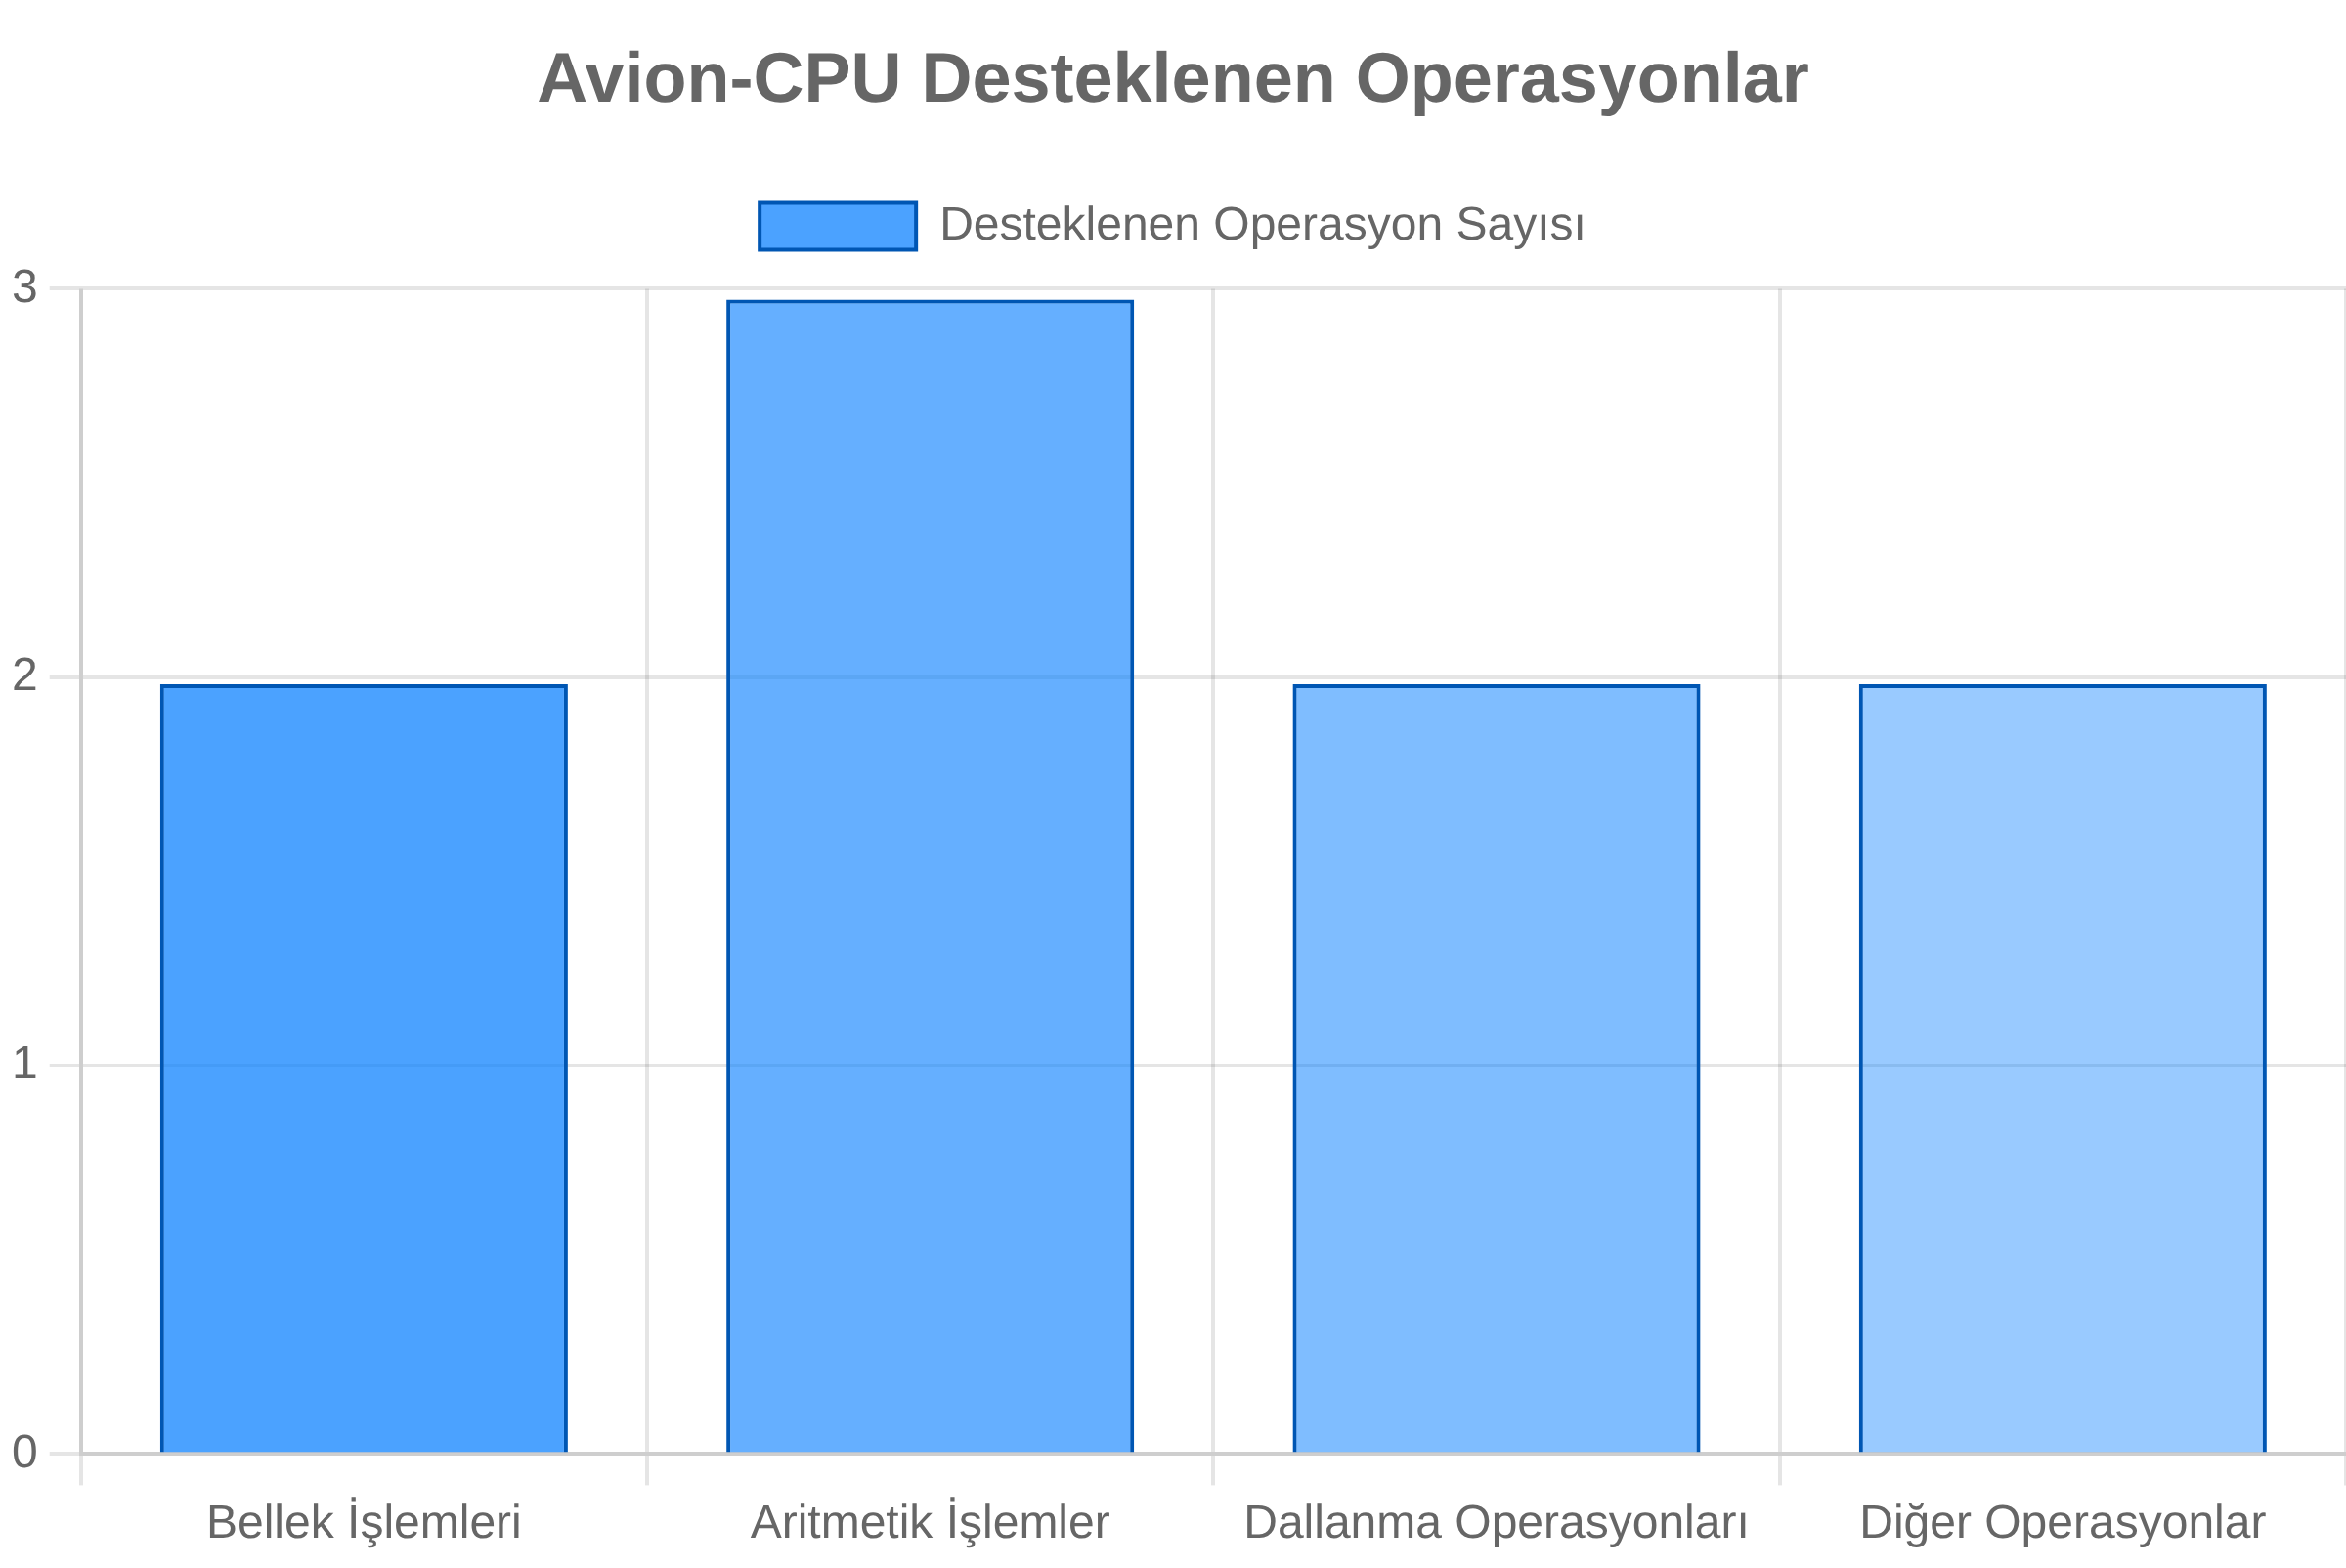 Avion-CPU Desteklenen Operasyonlar
Desteklenen Operasyon Sayısı
3
2
1
0
Bellek İşlemleri
Aritmetik İşlemler
Dallanma Operasyonları
Diğer Operasyonlar